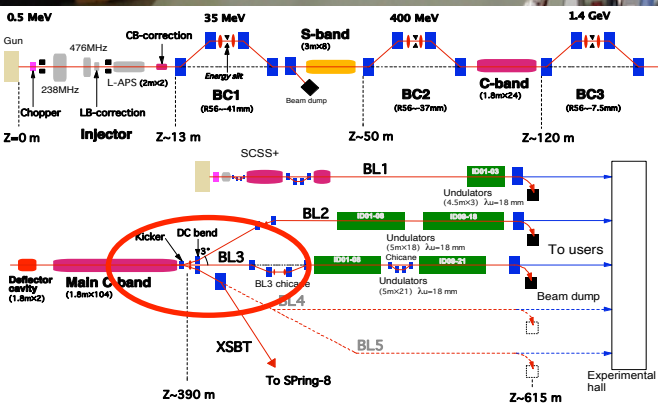 0.5 MeV
35 MeV
S-band
(3m×8)
400 MeV
1.4 GeV
Gun
476MHz
CB-correction
Energy slit
238MHz
L-APS (2m×2)
Chopper
LB-correction
Injector
Beam dump
BC1
(R56~-41mm)
BC2
(R56~-37mm)
C-band
(1.8m×24)
BC3
(R56~-7.5mm)
Z=0 m
Z~13 m
Z~50 m
Z~120 m
SCSS+
BL1
ID01-03
Undulators
(4.5m×3) λu=18 mm
BL2
ID01-08
ID09-18
Undulators
(5m×18) λu=18 mm
DC bend
Kicker
3°
BL3
ID01-08
Chicane
ID09-21
To users
Deflector
cavity
(1.8m×2)
Main C-band
(1.8m×104)
BL3 chicane
Undulators
(5m×21) λu=18 mm
Beam dump
BL4
XSBT
BL5
To SPring-8
Experimental
hall
Z~390 m
Z~615 m